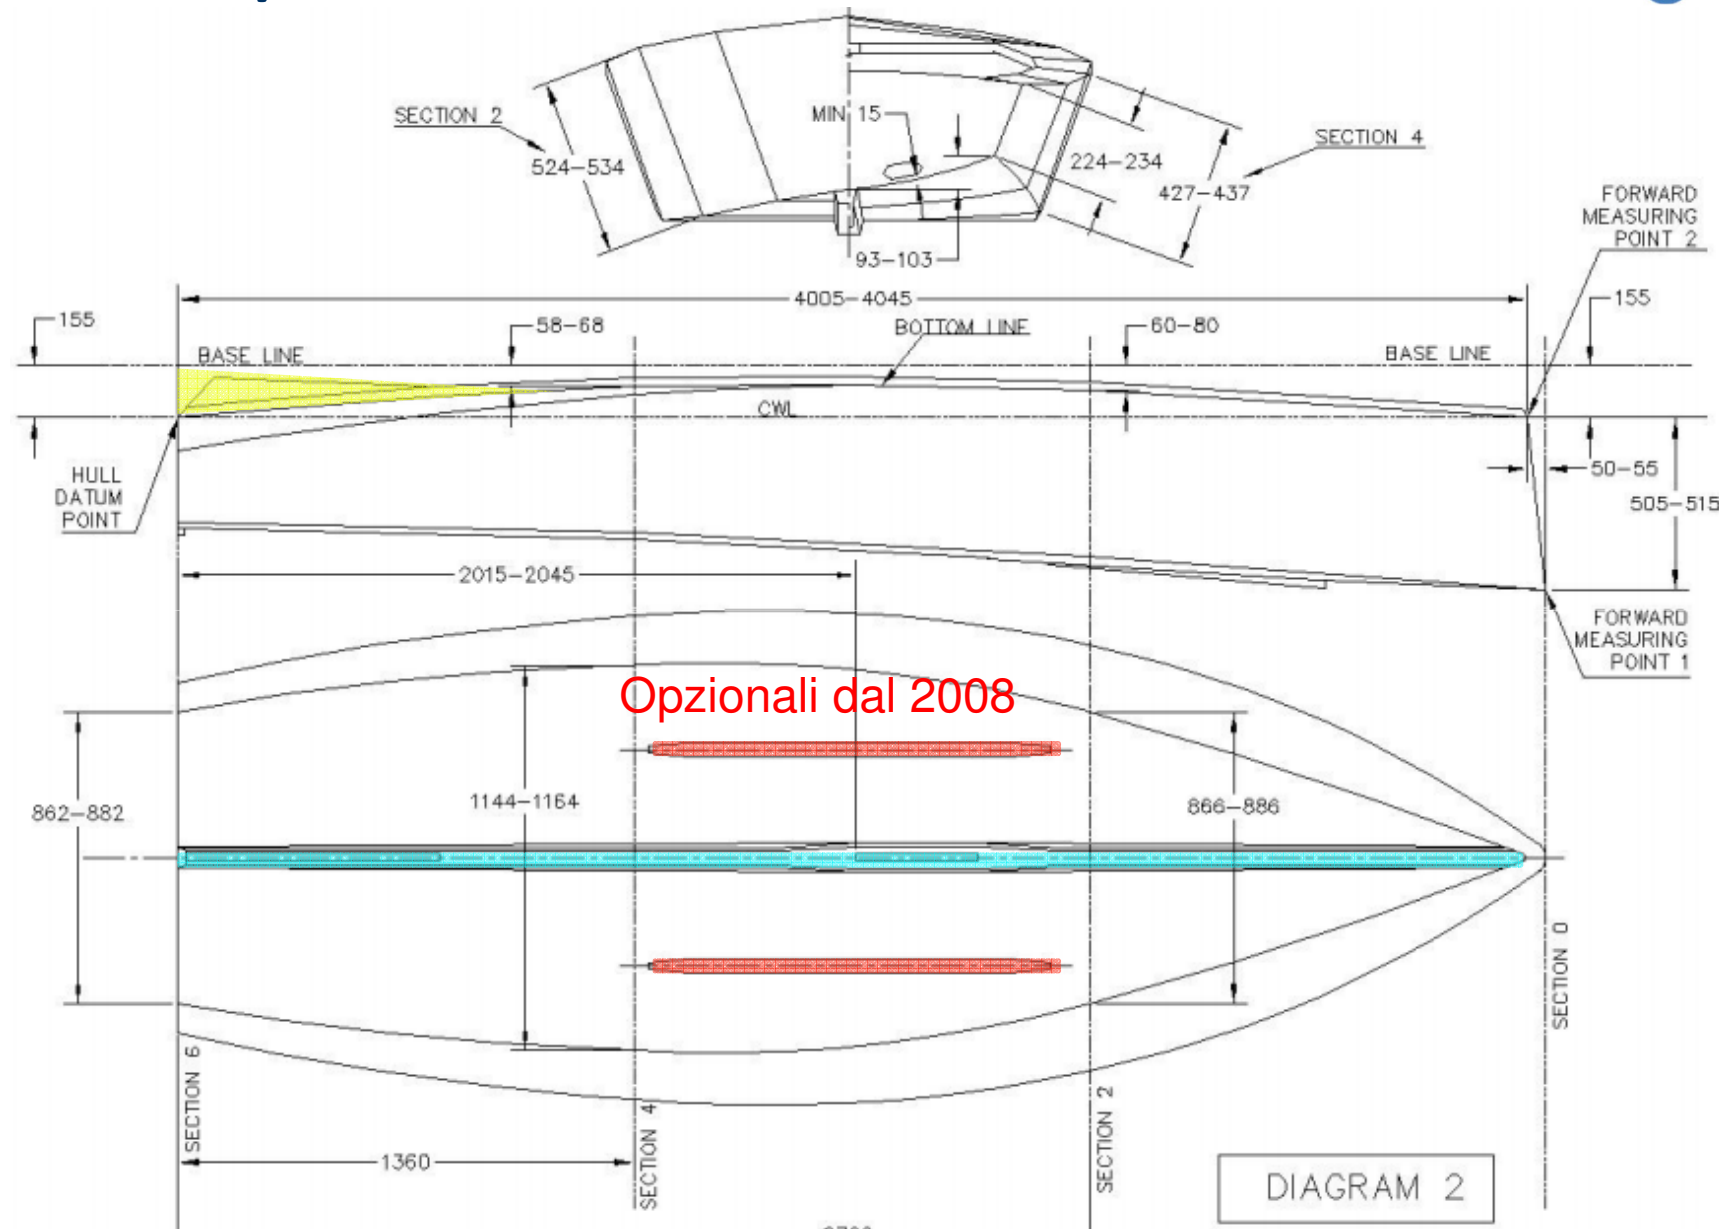 SECTION 2
524-534
MIN 15
93-103
224-234
427-437
SECTION 4
FORWARD
MEASURING
POINT 2
4005-4045
155
58-68
BOTTOM LINE
60-80
155
BASE LINE
BASE LINE
CWL
HULL
DATUM
POINT
50-55
505-515
2015-2045
FORWARD
MEASURING
POINT 1
Opzionali dal 2008
862-882
1144-1164
866-886
SECTION 6
SECTION 4
SECTION 2
SECTION 0
1360
DIAGRAM 2